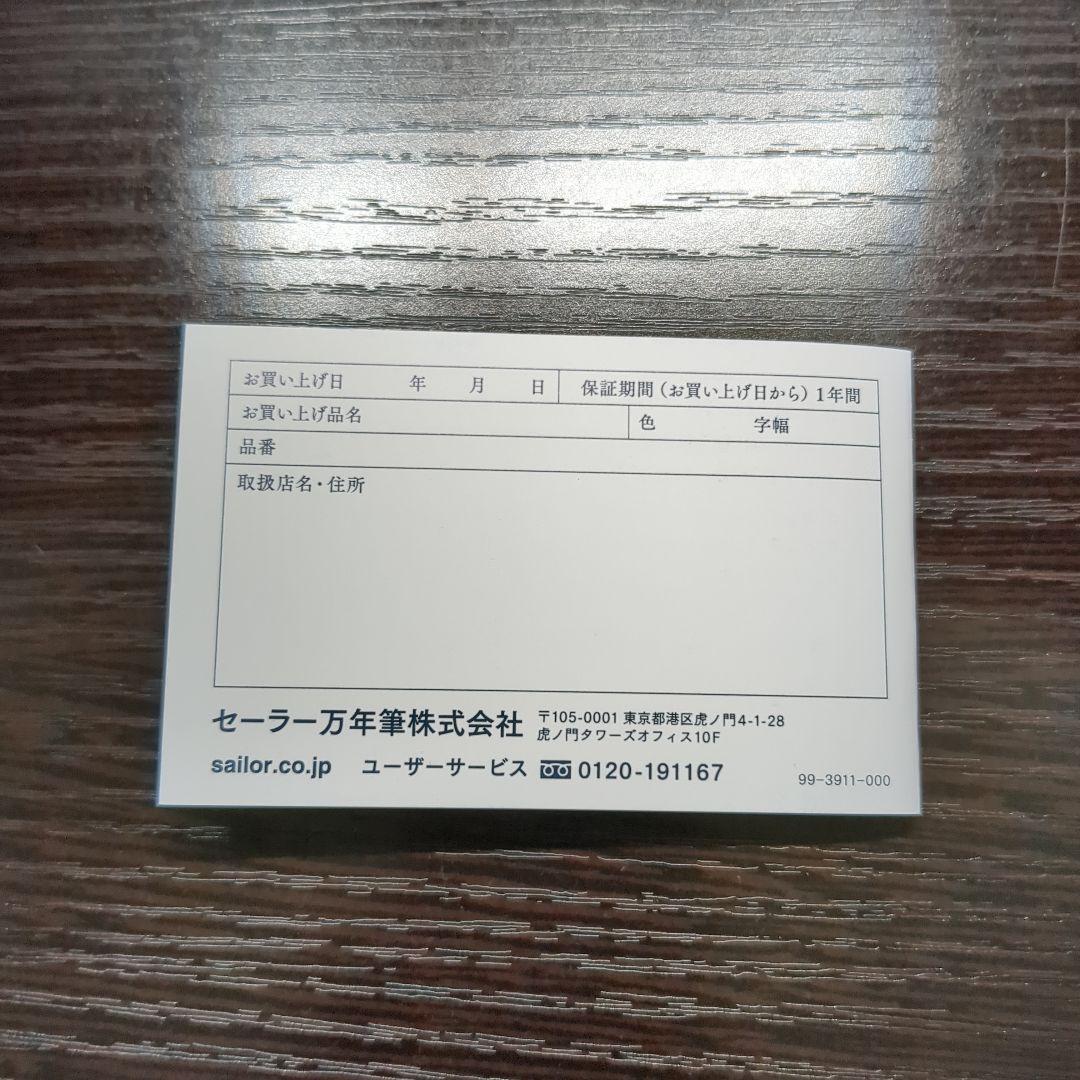 お買い上げ日 年 月 日 保証期間（お買い上げ日から）1年間
お買い上げ品名 色 字幅
品番
取扱店名・住所
セーラー万年筆株式会社 〒105-0001 東京都港区虎ノ門4-1-28
虎ノ門タワーズオフィス10F
sailor.co.jp ユーザーサービス 0120-191167
99-3911-000